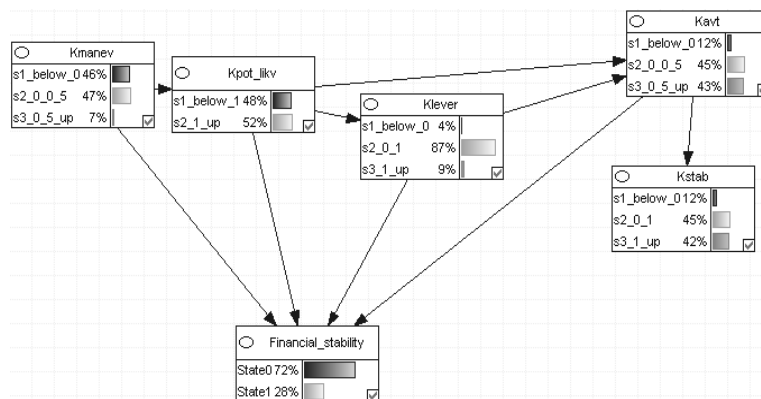 Kmanev
s1_below_0 46%
s2_0_0_5 47%
s3_0_5_up 7%
Kpot_likv
s1_below_1 48%
s2_1_up 52%
Klever
s1_below_0 4%
s2_0_1 87%
s3_1_up 9%
Kavt
s1_below_0 12%
s2_0_0_5 45%
s3_0_5_up 43%
Kstab
s1_below_0 12%
s2_0_1 45%
s3_1_up 42%
Financial_stability
State0 72%
State1 28%